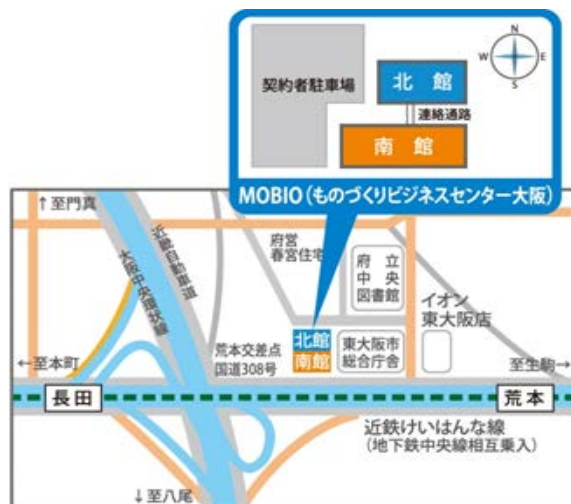 N
W
E
S
契約者駐車場
北 館
連絡通路
南 館
MOBIO(ものづくりビジネスセンター大阪)
↑至門真
近畿自動車道
大阪中央環状線
府営
春宮住宅
府立
中央
図書館
イオン
東大阪店
荒本交差点
国道308号
北館
南館
東大阪市
総合庁舎
←至本町
至生駒→
長田
荒本
近鉄けいはんな線
(地下鉄中央線相互乗入)
↓至八尾